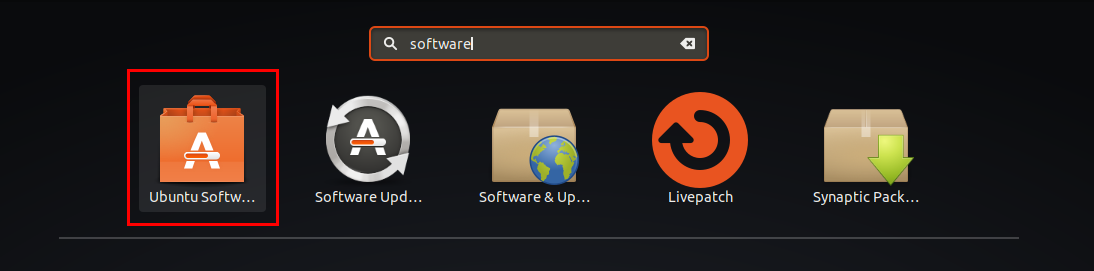 software
Ubuntu Softw...
Software Upd...
Software & Up...
Livepatch
Synaptic Pack...